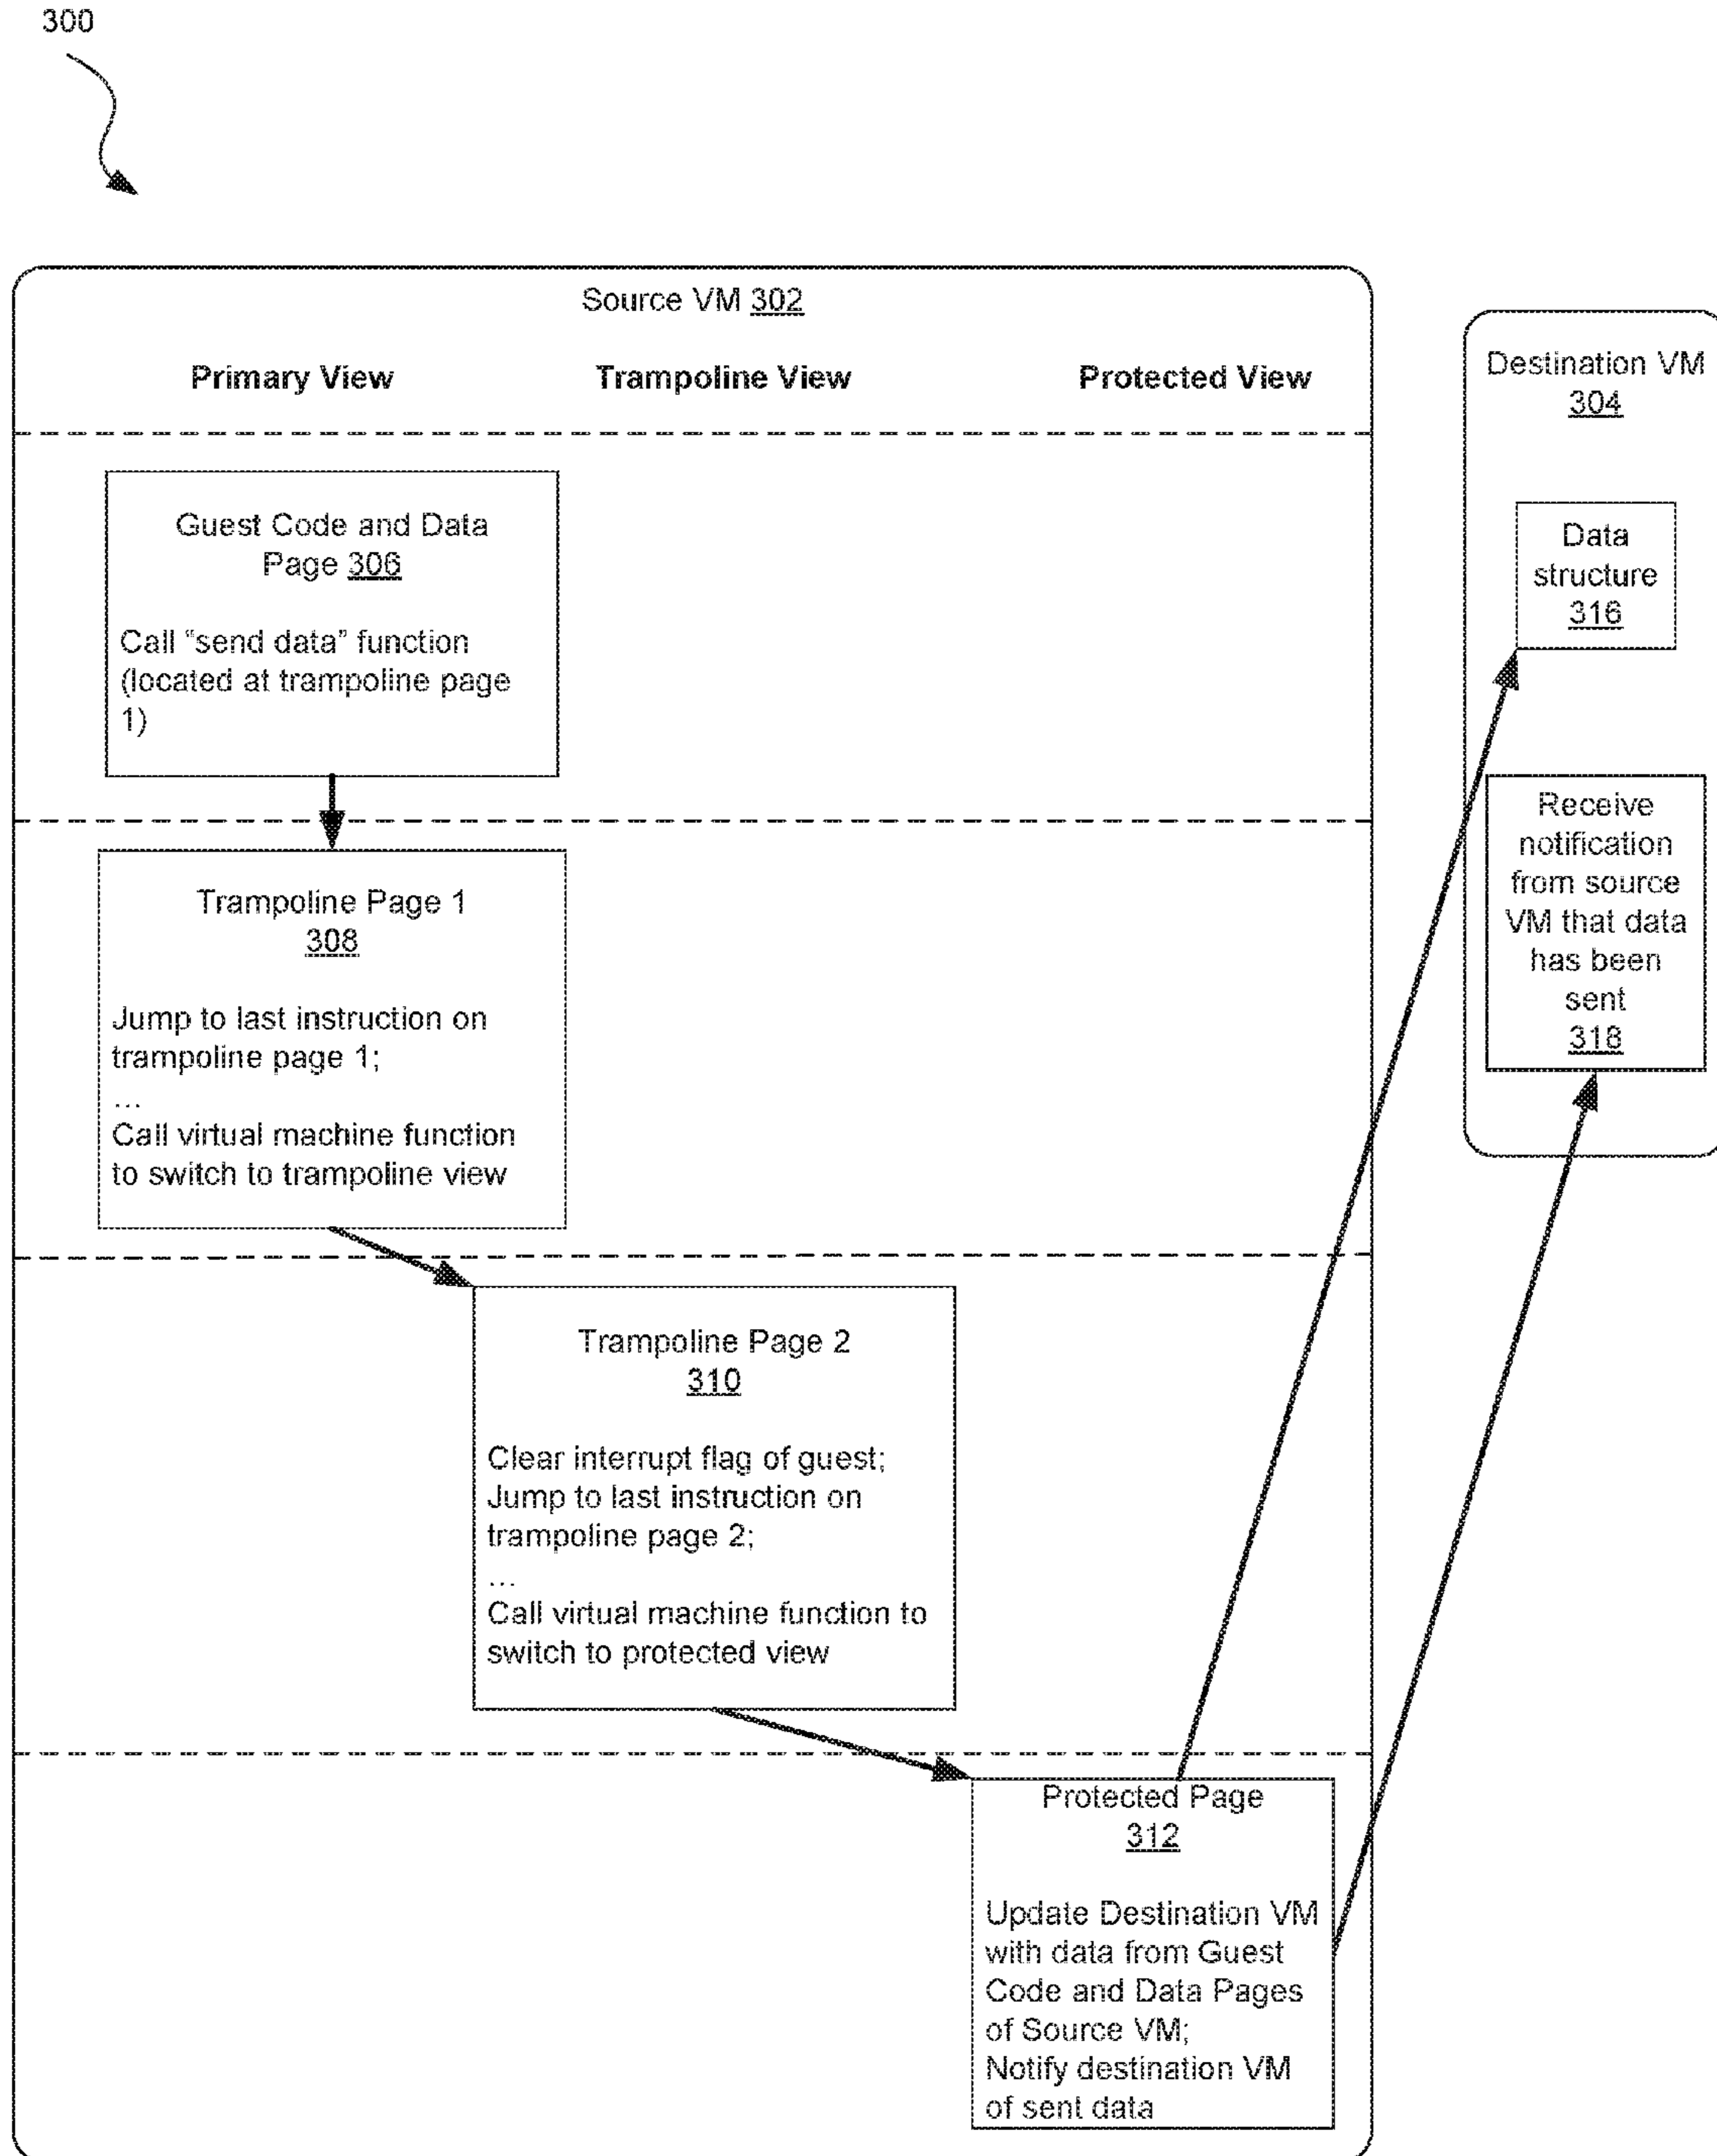 300
Source VM 302
Primary View
Trampoline View
Protected View
Guest Code and Data
Page 306
Call “send data” function
(located at trampoline page
1)
Trampoline Page 1
308
Jump to last instruction on
trampoline page 1;
...
Call virtual machine function
to switch to trampoline view
Trampoline Page 2
310
Clear interrupt flag of guest;
Jump to last instruction on
trampoline page 2;
...
Call virtual machine function to
switch to protected view
Protected Page
312
Update Destination VM
with data from Guest
Code and Data Pages
of Source VM;
Notify destination VM
of sent data
Destination VM
304
Data
structure
316
Receive
notification
from source
VM that data
has been
sent
318